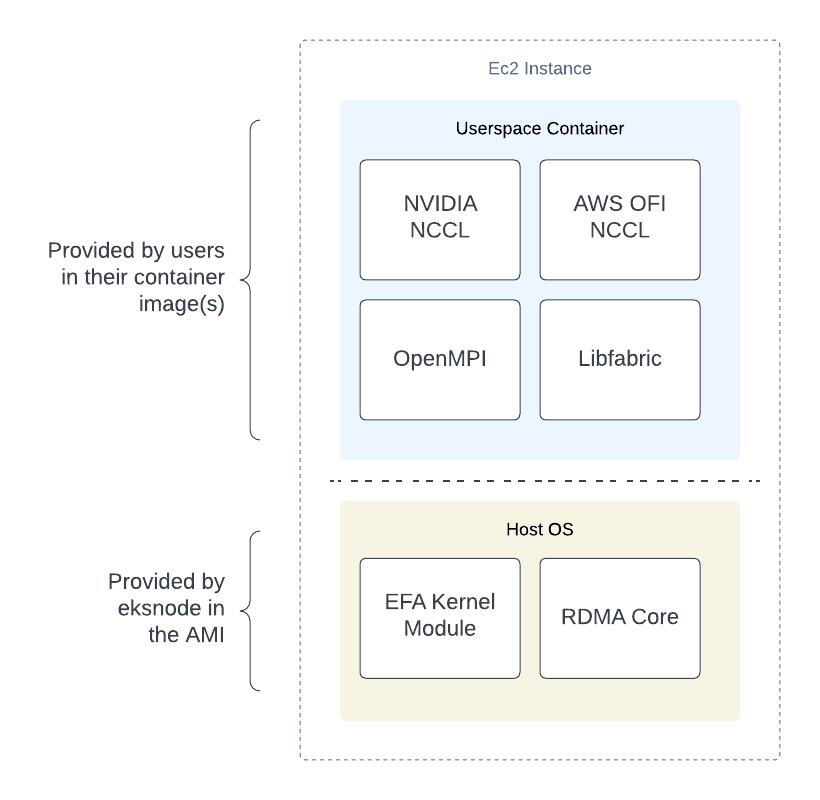 Ec2 Instance
Userspace Container
NVIDIA
NCCL
AWS OFI
NCCL
Provided by users
in their container
image(s)
OpenMPI
Libfabric
Host OS
EFA Kernel
Module
RDMA Core
Provided by
eksnode in
the AMI